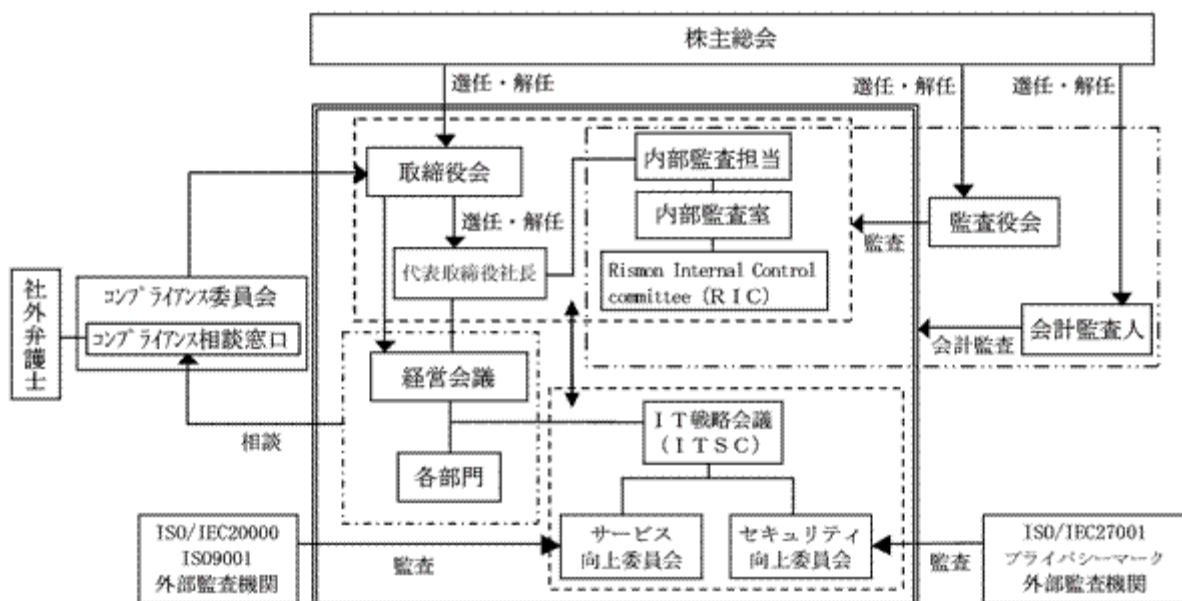 株主総会
選任・解任
選任・解任
選任・解任
取締役会
内部監査担当
選任・解任
内部監査室
監査役会
監査
代表取締役社長
Rismon Internal Control
committee(RIC)
社外弁護士
コンプライアンス委員会
コンプライアンス相談窓口
会計監査人
会計監査
経営会議
相談
IT戦略会議
(ITSC)
各部門
ISO/IEC20000
ISO9001
外部監査機関
監査
サービス
向上委員会
セキュリティ
向上委員会
監査
ISO/IEC27001
プライバシーマーク
外部監査機関